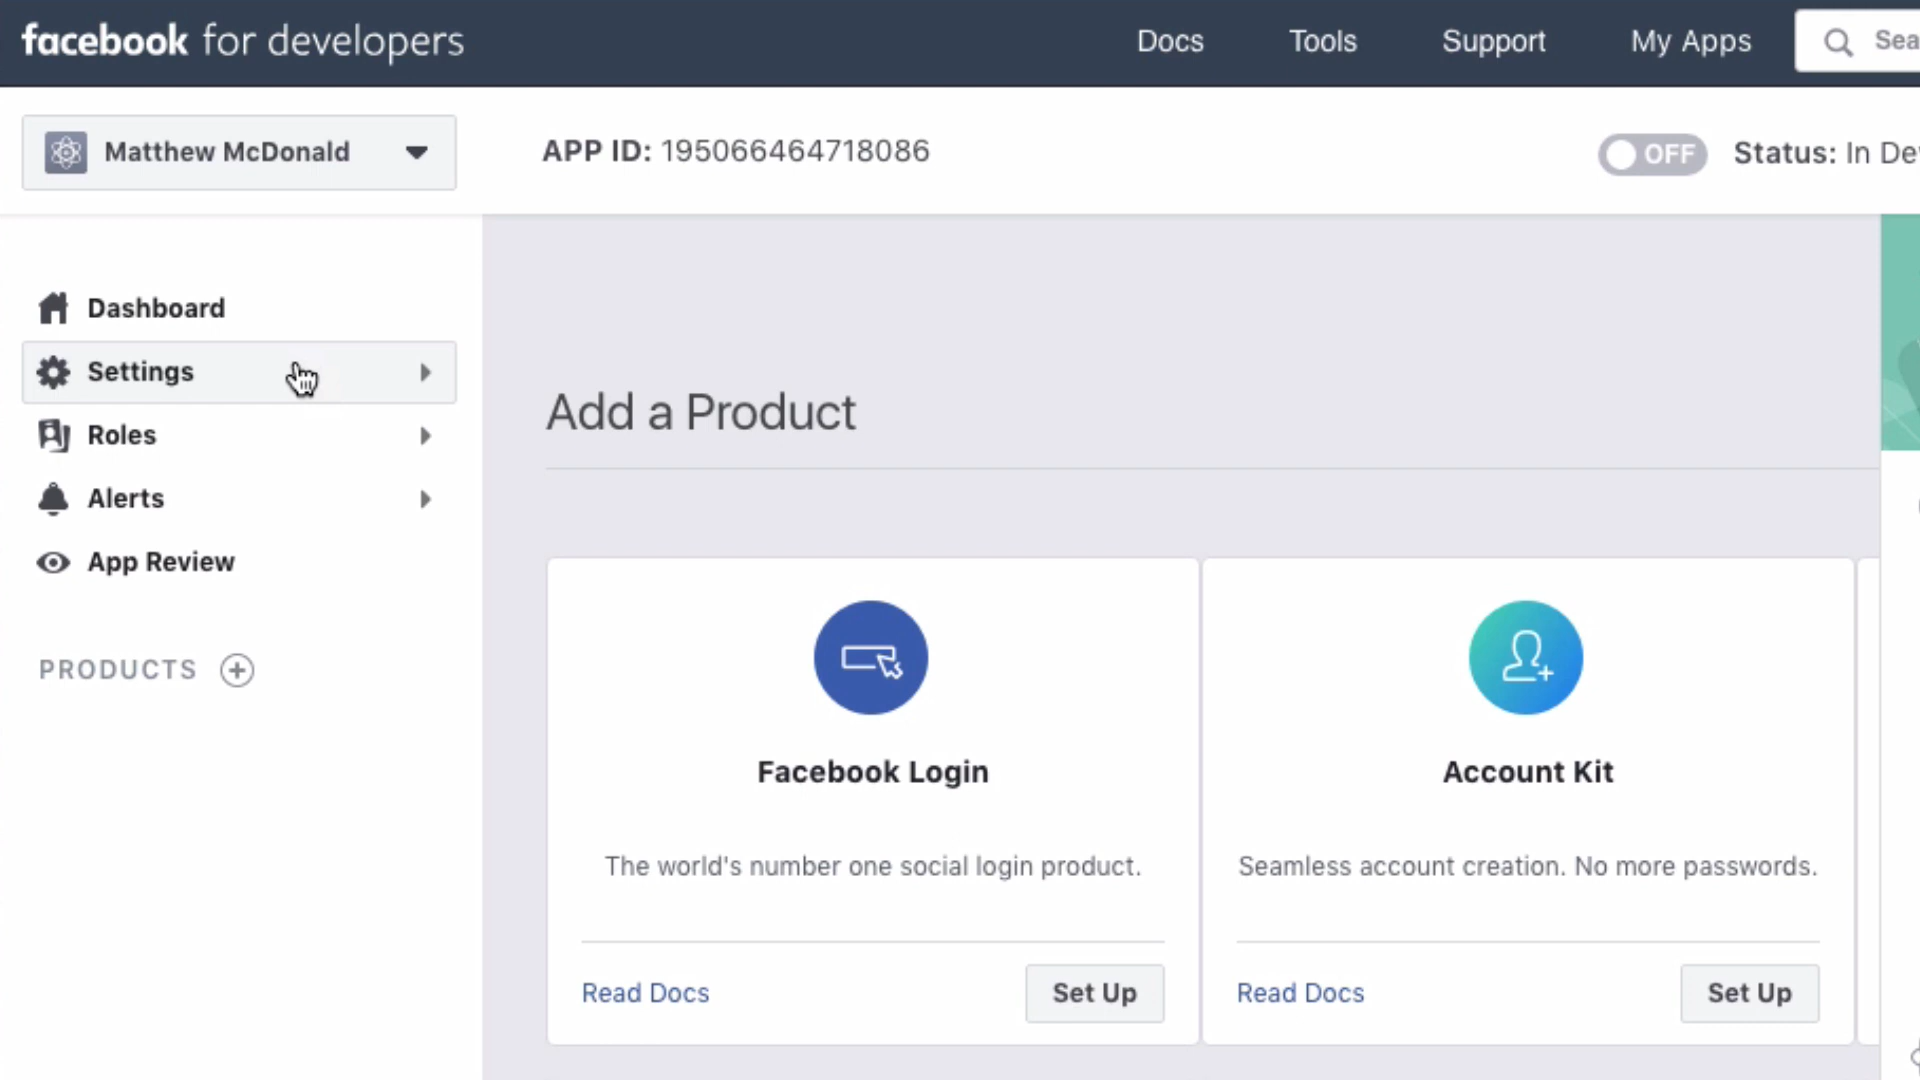 facebook for developers
Docs
Tools
Support
My Apps
Matthew McDonald
APP ID: 195066464718086
OFF
Status: In
Dashboard
Settings
Roles
Alerts
App Review
PRODUCTS
Add a Product
Facebook Login
The world's number one social login product.
Read Docs
Set Up
Account Kit
Seamless account creation. No more passwords.
Read Docs
Set Up